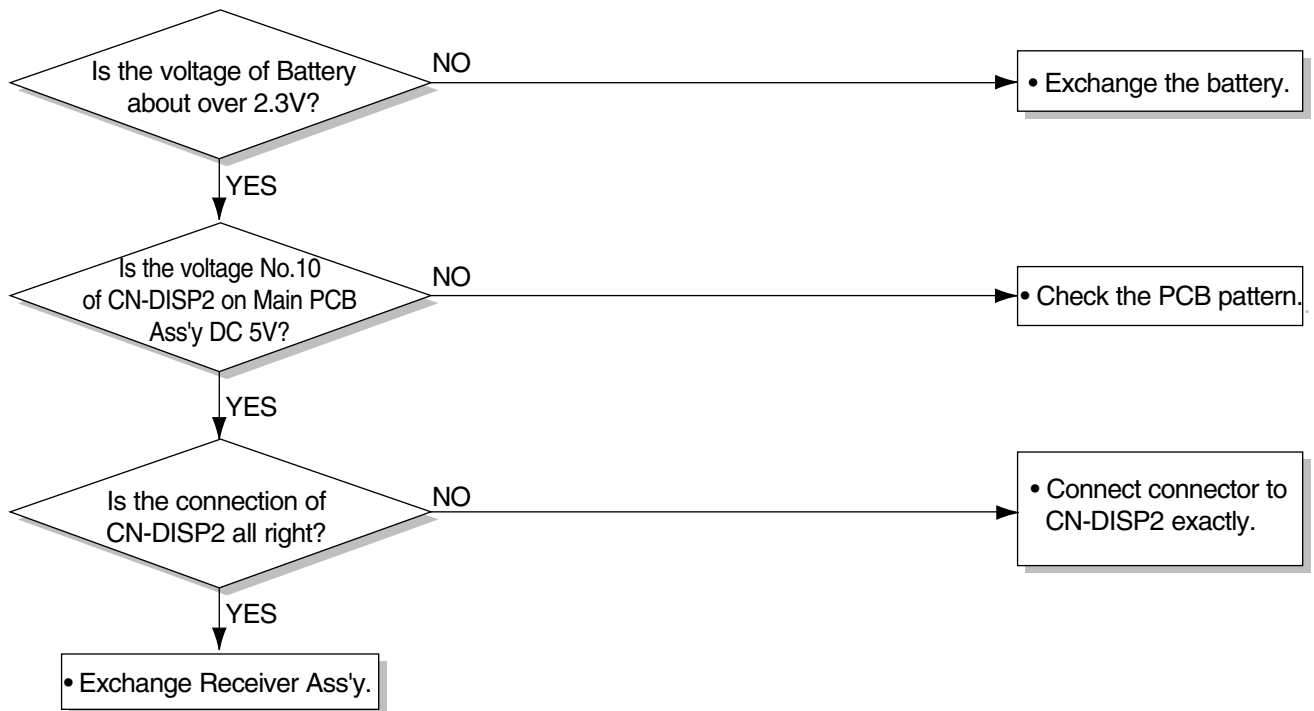 Is the voltage of Battery
about over 2.3V?
NO
• Exchange the battery.
YES
Is the voltage No.10
of CN-DISP2 on Main PCB
Ass'y DC 5V?
NO
• Check the PCB pattern.
YES
Is the connection of
CN-DISP2 all right?
NO
• Connect connector to
CN-DISP2 exactly.
YES
• Exchange Receiver Ass'y.